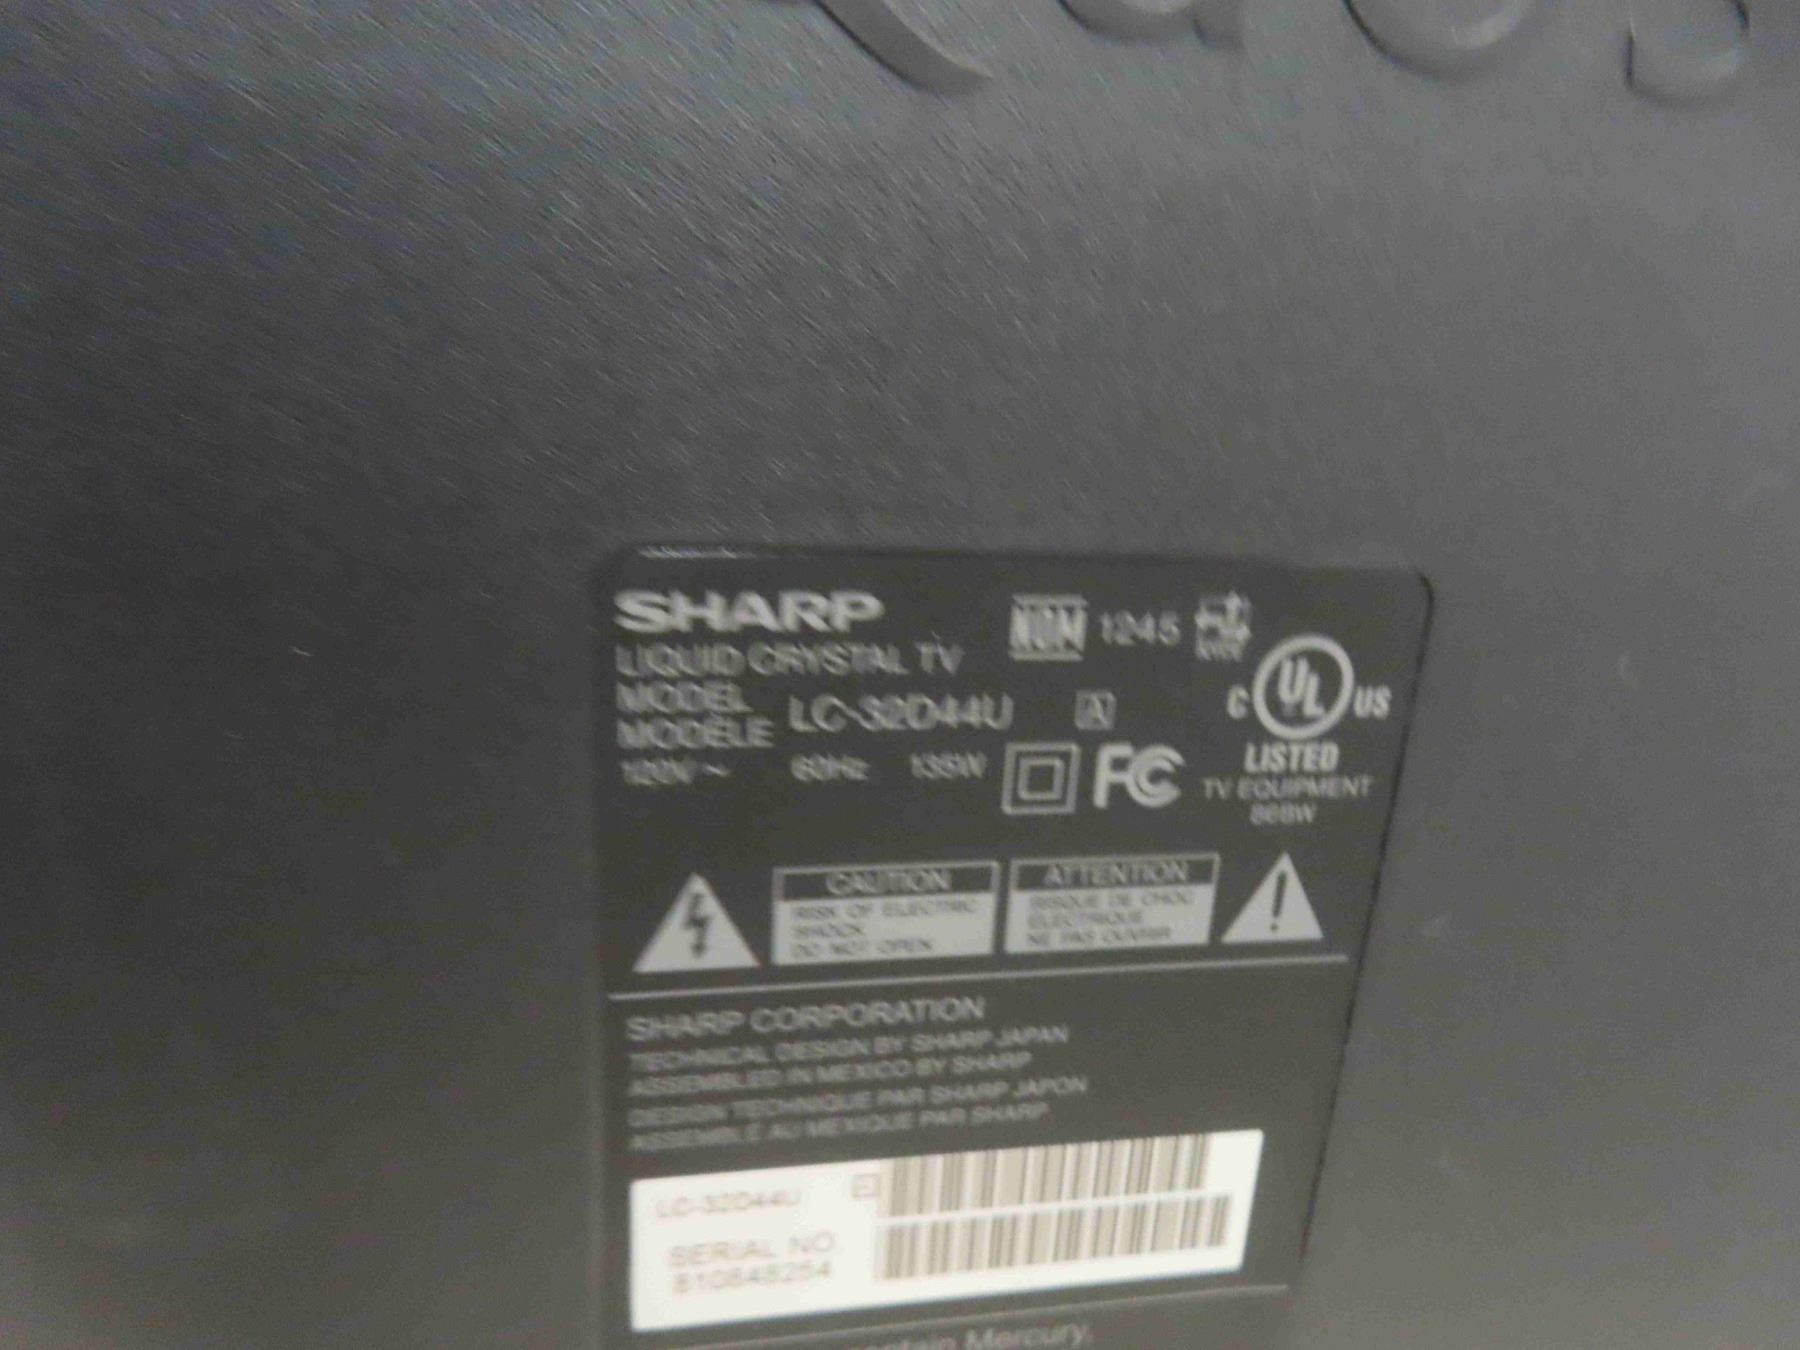 SHARP
LIQUID CRYSTAL TV
MODEL
MODÈLE
LC-32D44U
A
120V ~ 60Hz 135W
NOM 1245
C UL US
LISTED
TV EQUIPMENT
868W
FC
CAUTION
RISK OF ELECTRIC
SHOCK
DO NOT OPEN
ATTENTION
RISQUE DE CHOC
ELECTRIQUE
NE PAS OUVRIR
SHARP CORPORATION
TECHNICAL DESIGN BY SHARP JAPAN
ASSEMBLED IN MEXICO BY SHARP
DESIGN TECHNIQUE PAR SHARP JAPON
ASSEMBLÉ AU MEXIQUE PAR SHARP
LC-32D44U
SERIAL NO.
810848254
Mercury.